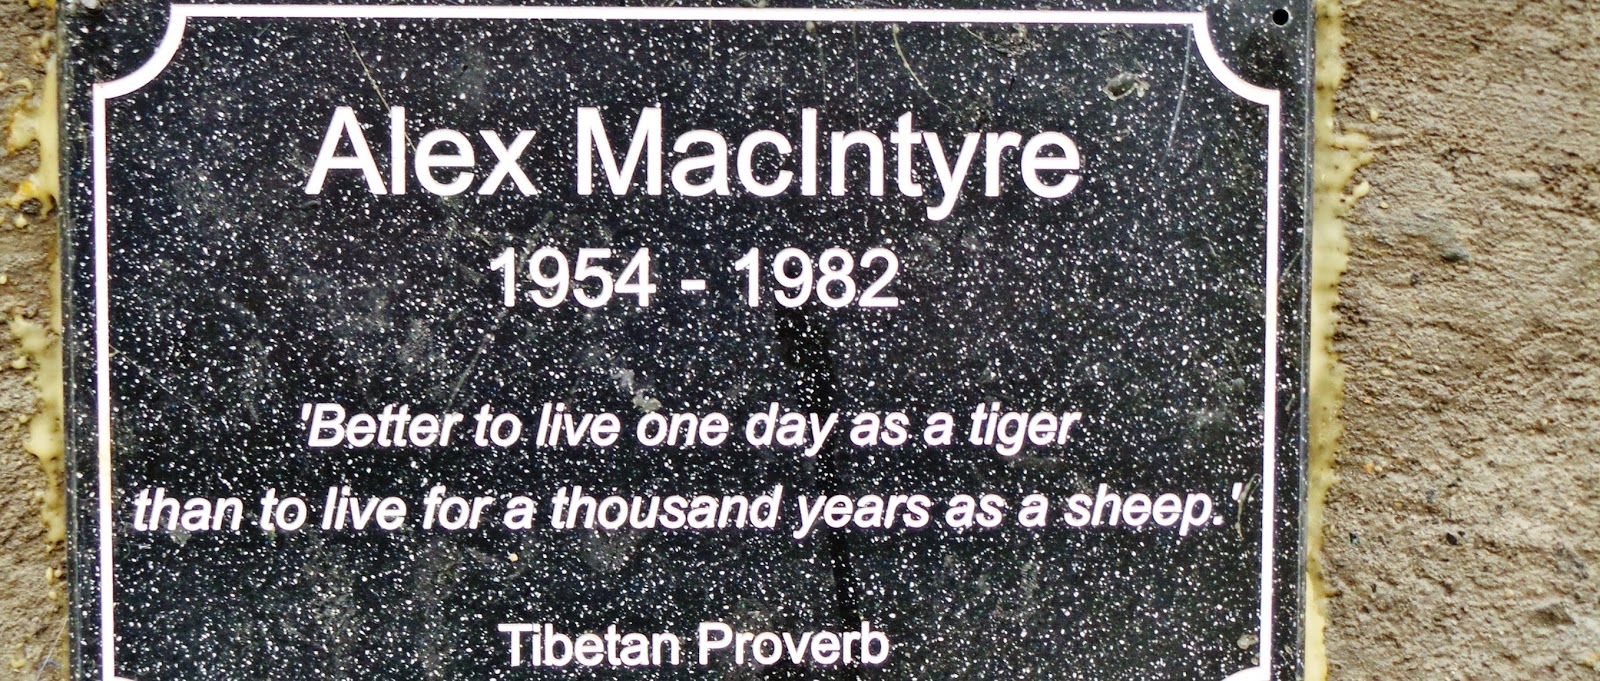 Alex MacIntyre
1954 - 1982
'Better to live one day as a tiger
than to live for a thousand years as a sheep.'
Tibetan Proverb